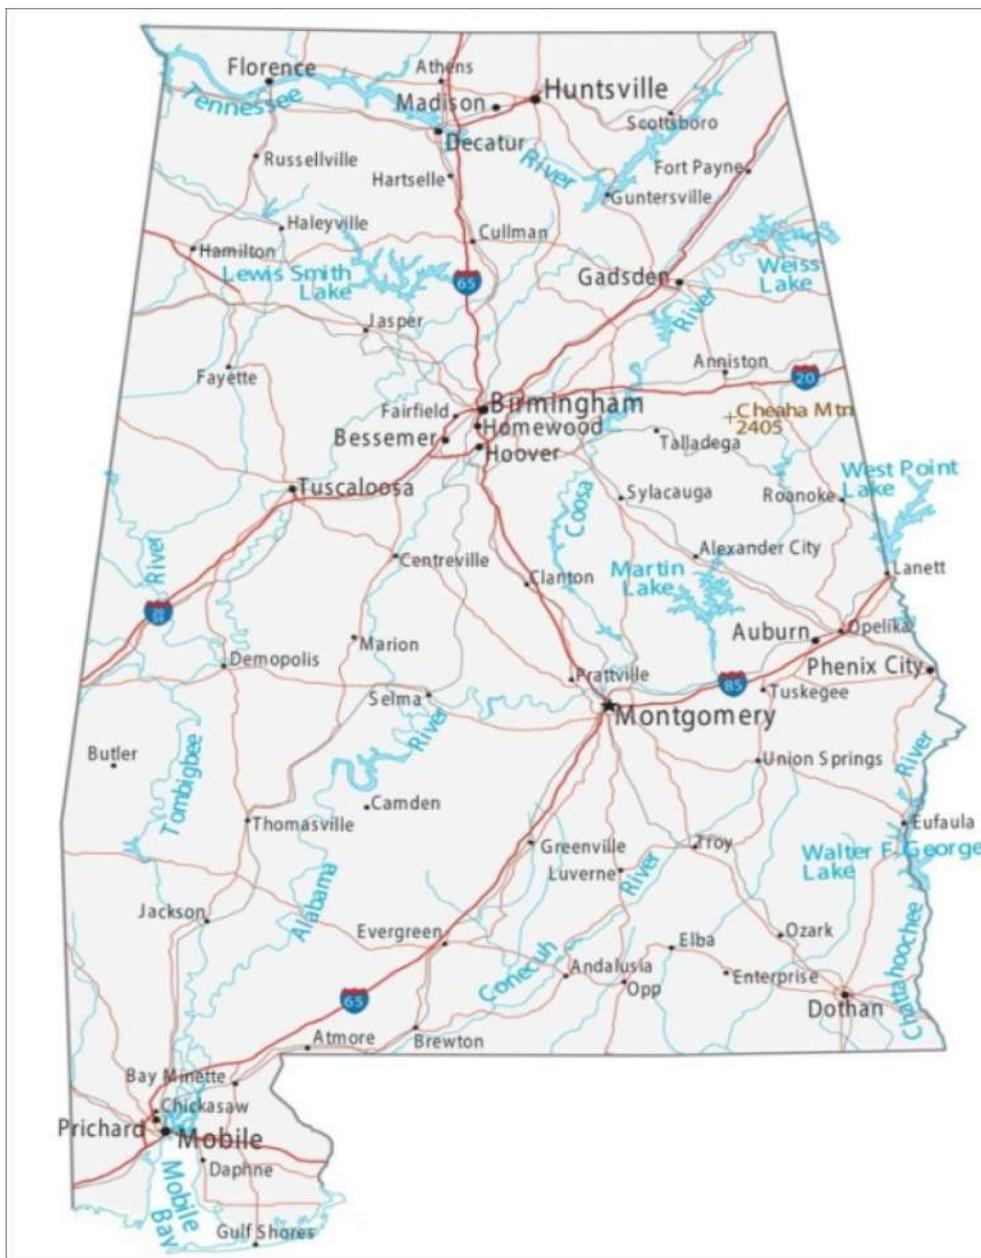 Florence
Athens
Huntsville
Madison
Tennessee
Scottsboro
Decatur
River
Russellville
Fort Payne
Hartselle
Guntersville
Haleyville
Cullman
Hamilton
Lewis Smith
Lake
65
Gadsden
Weiss
Lake
River
Jasper
Anniston
Fayette
20
Birmingham
Fairfield
Cheaha Mtn
2405
Homewood
Bessemer
Talladega
Hoover
West Point
Lake
Tuscaloosa
Sylacauga
Roanoke
Coosa
River
Centreville
Alexander City
Clanton
Martin
Lake
Lanett
20
59
Auburn
Opelika
Marion
Demopolis
Phenix City
Prattville
85
Tuskegee
Selma
Montgomery
River
Butler
Tombigbee
Union Springs
River
Camden
Thomasville
Eufaula
Greenville
Troy
Walter F. George
Lake
Luverne
River
Alabama
Jackson
Evergreen
Elba
Ozark
Chattahoochee
Conecuh
Andalusia
Opp
Enterprise
65
Dothan
Atmore
Brewton
Bay Minette
Chickasaw
Prichard
Mobile
Daphne
Mobile
Bay
Gulf Shores